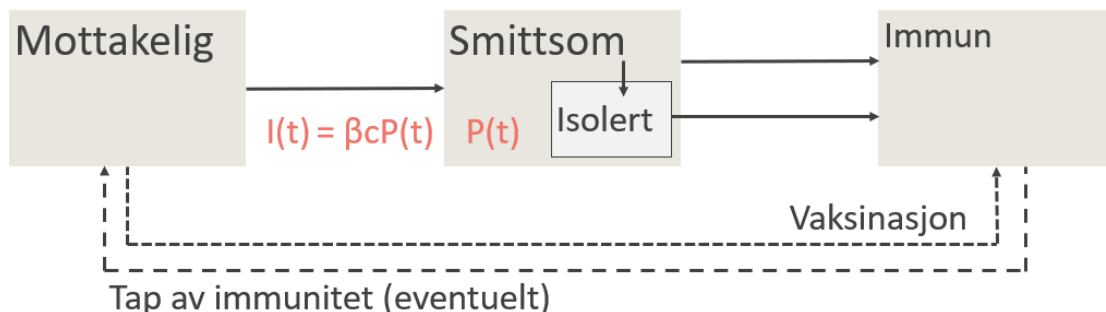 Mottakelig
Smittsom
Immun
Isolert
I(t) = βcP(t)
P(t)
Vaksinasjon
Tap av immunitet (eventuelt)